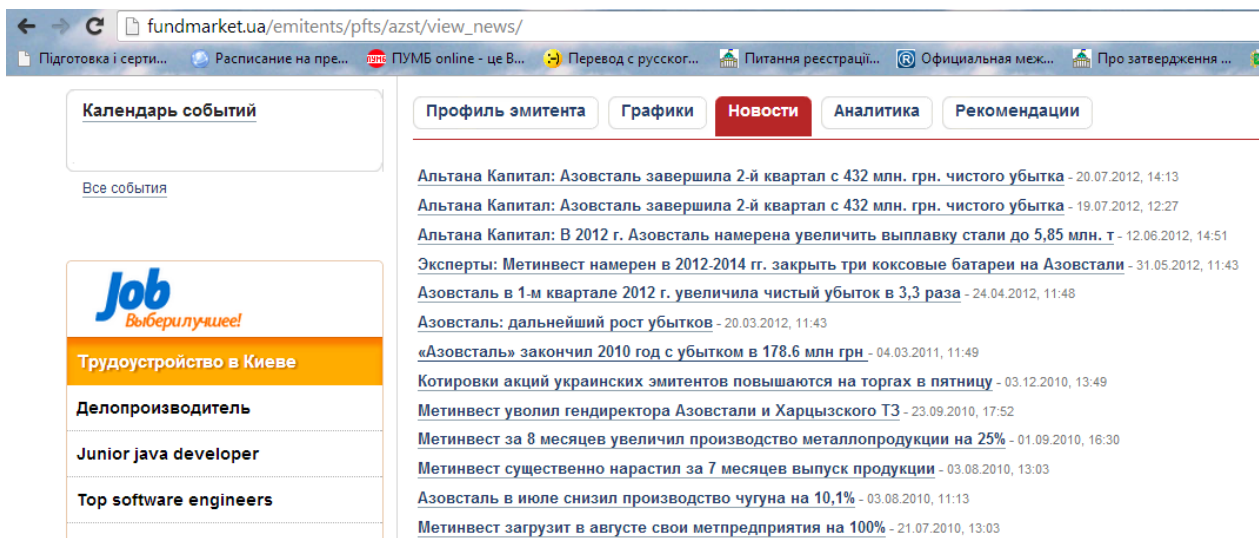 fundmarket.ua/emitents/pfts/azst/view_news/
Підготовка і серти... Расписание на пре... ПУМБ ПУМБ online - це В... Перевод с русског... Питання реєстрації... Официальная меж... Про затвердження ...
Календарь событий
Все события
Job
Выбери лучшее!
Трудоустройство в Киеве
Делопроизводитель
Junior java developer
Top software engineers
Профиль эмитента Графики Новости Аналитика Рекомендации
Альтана Капитал: Азовсталь завершила 2-й квартал с 432 млн. грн. чистого убытка - 20.07.2012, 14:13
Альтана Капитал: Азовсталь завершила 2-й квартал с 432 млн. грн. чистого убытка - 19.07.2012, 12:27
Альтана Капитал: В 2012 г. Азовсталь намерена увеличить выплавку стали до 5,85 млн. т - 12.06.2012, 14:51
Эксперты: Метинвест намерен в 2012-2014 гг. закрыть три коксовые батареи на Азовстали - 31.05.2012, 11:43
Азовсталь в 1-м квартале 2012 г. увеличила чистый убыток в 3,3 раза - 24.04.2012, 11:48
Азовсталь: дальнейший рост убытков - 20.03.2012, 11:43
«Азовсталь» закончил 2010 год с убытком в 178.6 млн грн - 04.03.2011, 11:49
Котировки акций украинских эмитентов повышаются на торгах в пятницу - 03.12.2010, 13:49
Метинвест уволил гендиректора Азовстали и Харцызского ТЗ - 23.09.2010, 17:52
Метинвест за 8 месяцев увеличил производство металлопродукции на 25% - 01.09.2010, 16:30
Метинвест существенно нарастил за 7 месяцев выпуск продукции - 03.08.2010, 13:03
Азовсталь в июле снизил производство чугуна на 10,1% - 03.08.2010, 11:13
Метинвест загрузит в августе свои метпредприятия на 100% - 21.07.2010, 13:03